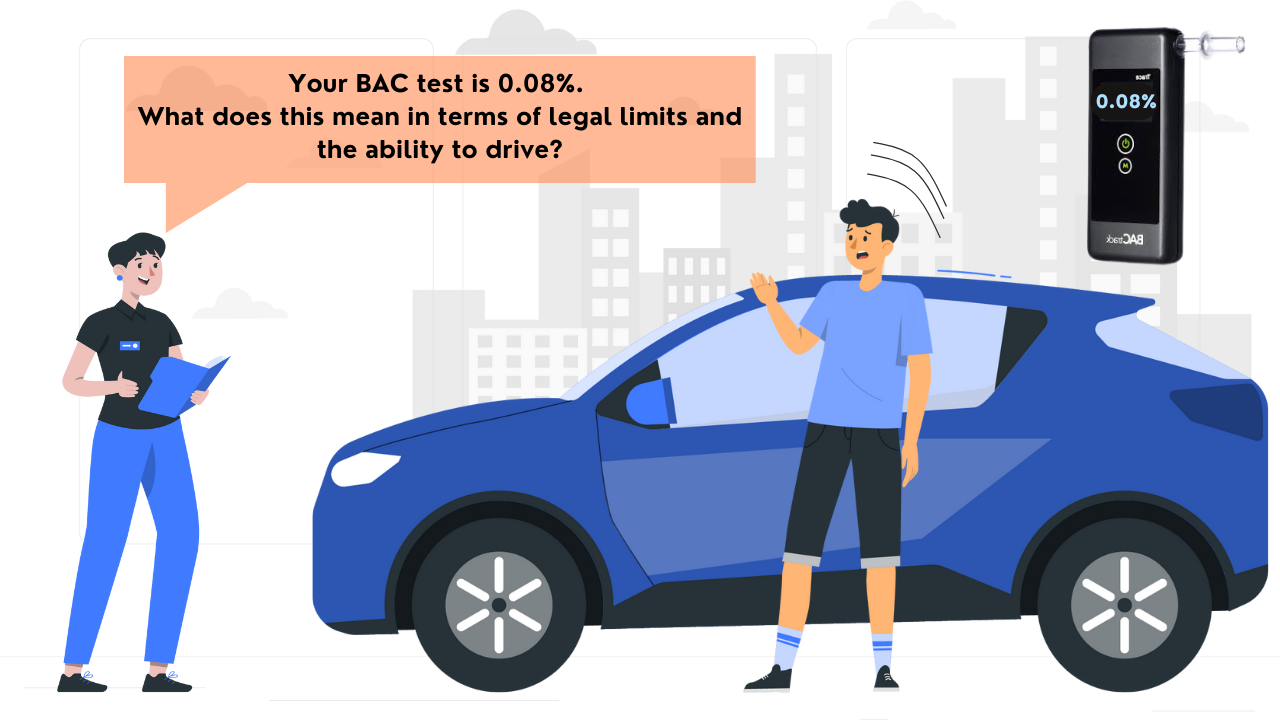 Your BAC test is 0.08%.
What does this mean in terms of legal limits and
the ability to drive?
Trace
0.08%
M
BACtrack